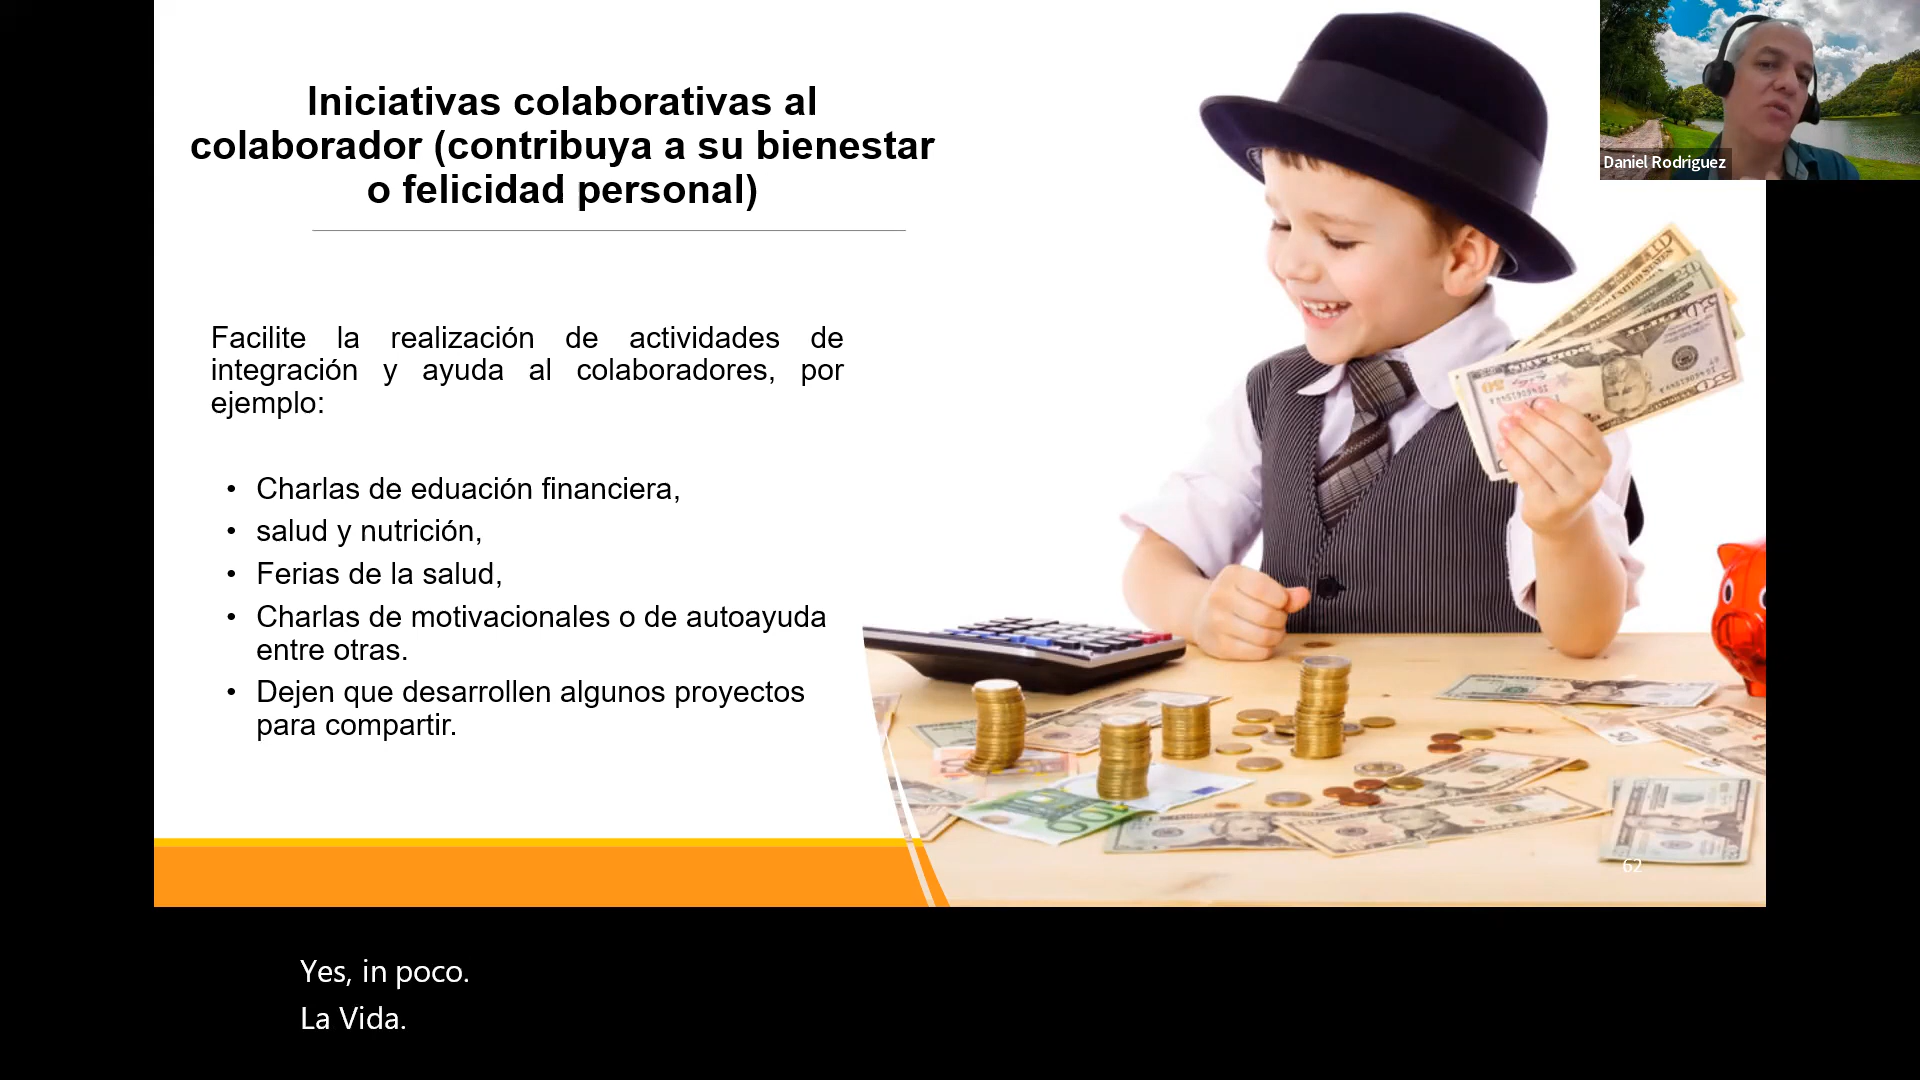 Iniciativas colaborativas al
colaborador (contribuya a su bienestar
o felicidad personal)
Daniel Rodriguez
Facilite la realización de actividades de
integración y ayuda al colaboradores, por
ejemplo:
• Charlas de eduación financiera,
• salud y nutrición,
• Ferias de la salud,
• Charlas de motivacionales o de autoayuda
entre otras.
• Dejen que desarrollen algunos proyectos
para compartir.
62
Yes, in poco.
La Vida.